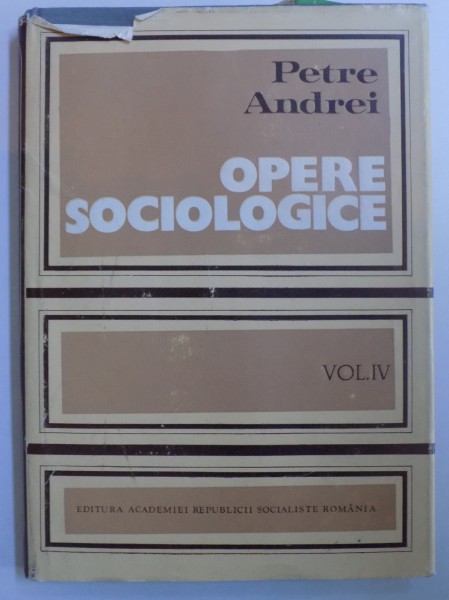 Petre
Andrei
OPERE
SOCIOLOGICE
VOL.IV
EDITURA ACADEMIEI REPUBLICII SOCIALISTE ROMÂNIA